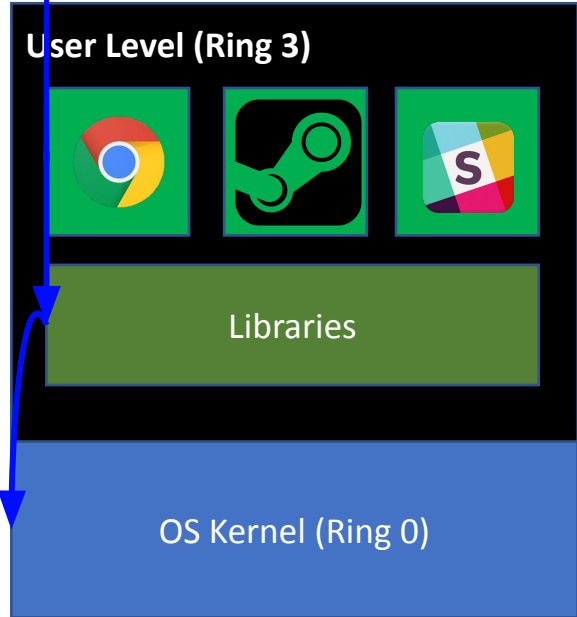 User Level (Ring 3)
S
Libraries
OS Kernel (Ring 0)